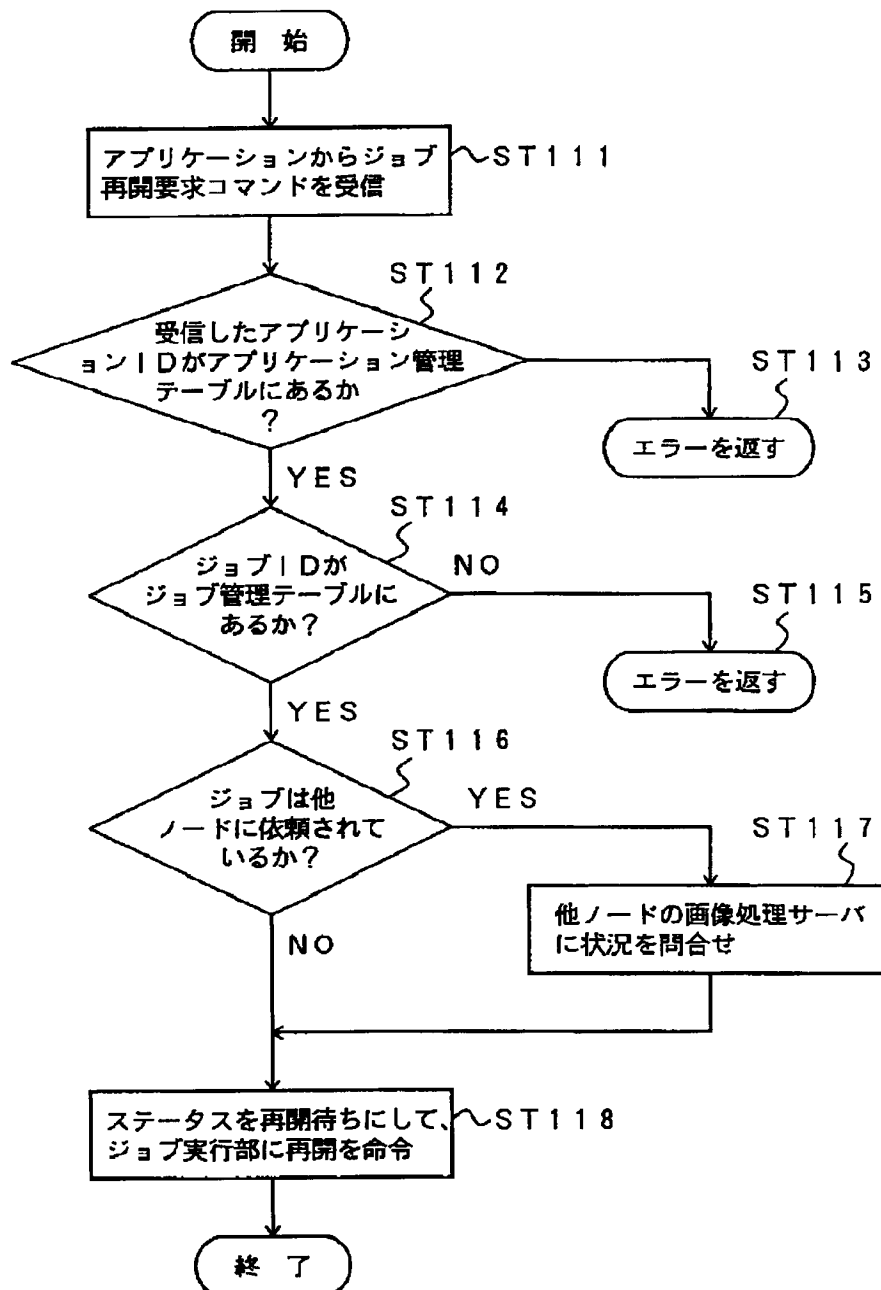 開 始
アプリケーションからジョブ
再開要求コマンドを受信
ST111
ST112
受信したアプリケーシ
ョンIDがアプリケーション管理
テーブルにあるか
?
ST113
エラーを返す
YES
ST114
ジョブIDが
ジョブ管理テーブルに
あるか?
NO
ST115
エラーを返す
YES
ST116
ジョブは他
ノードに依頼されて
いるか?
YES
ST117
他ノードの画像処理サーバ
に状況を問合せ
NO
ステータスを再開待ちにして、
ジョブ実行部に再開を命令
ST118
終 了